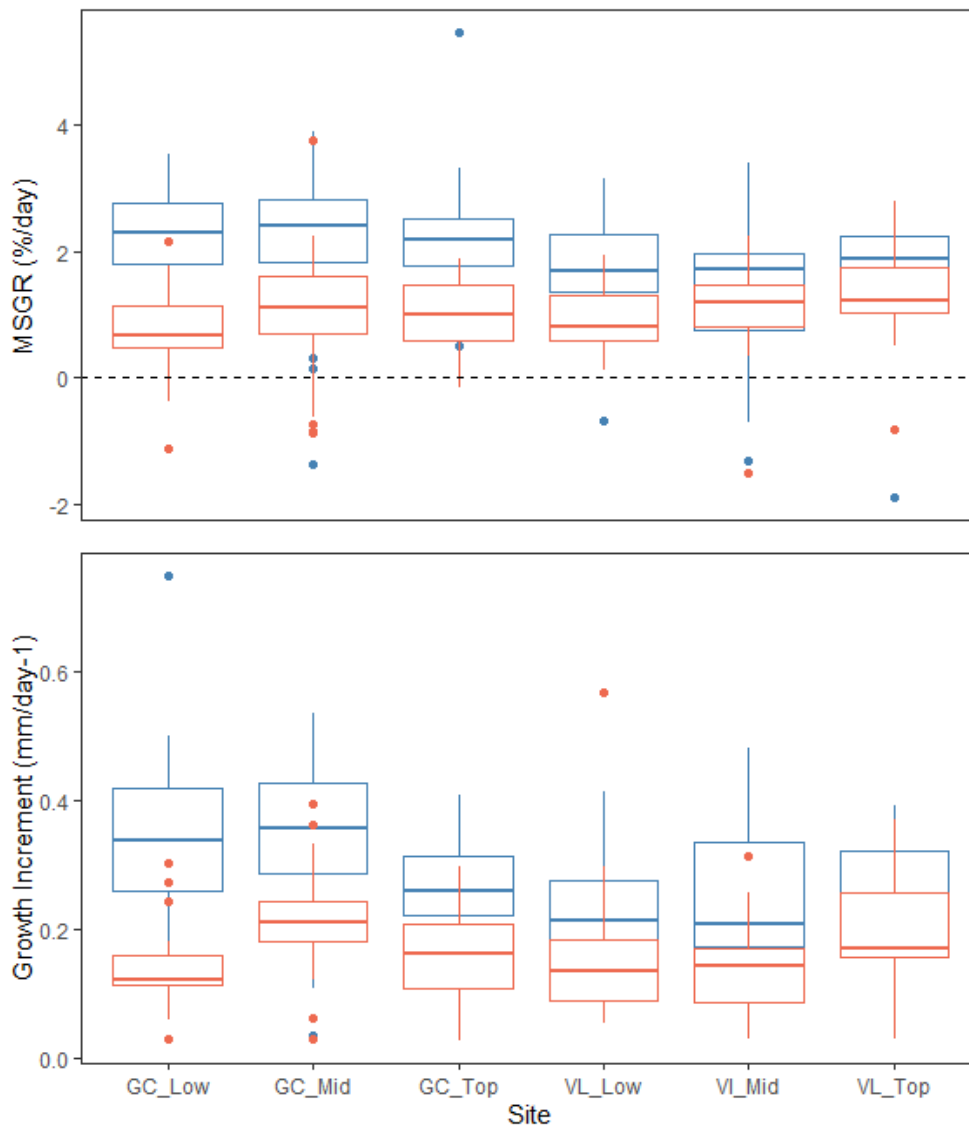 MSGR (%/day)
4
2
0
-2
Growth Increment (mm/day-1)
0.6
0.4
0.2
0.0
GC_Low GC_Mid GC_Top VL_Low VI_Mid VL_Top
Site